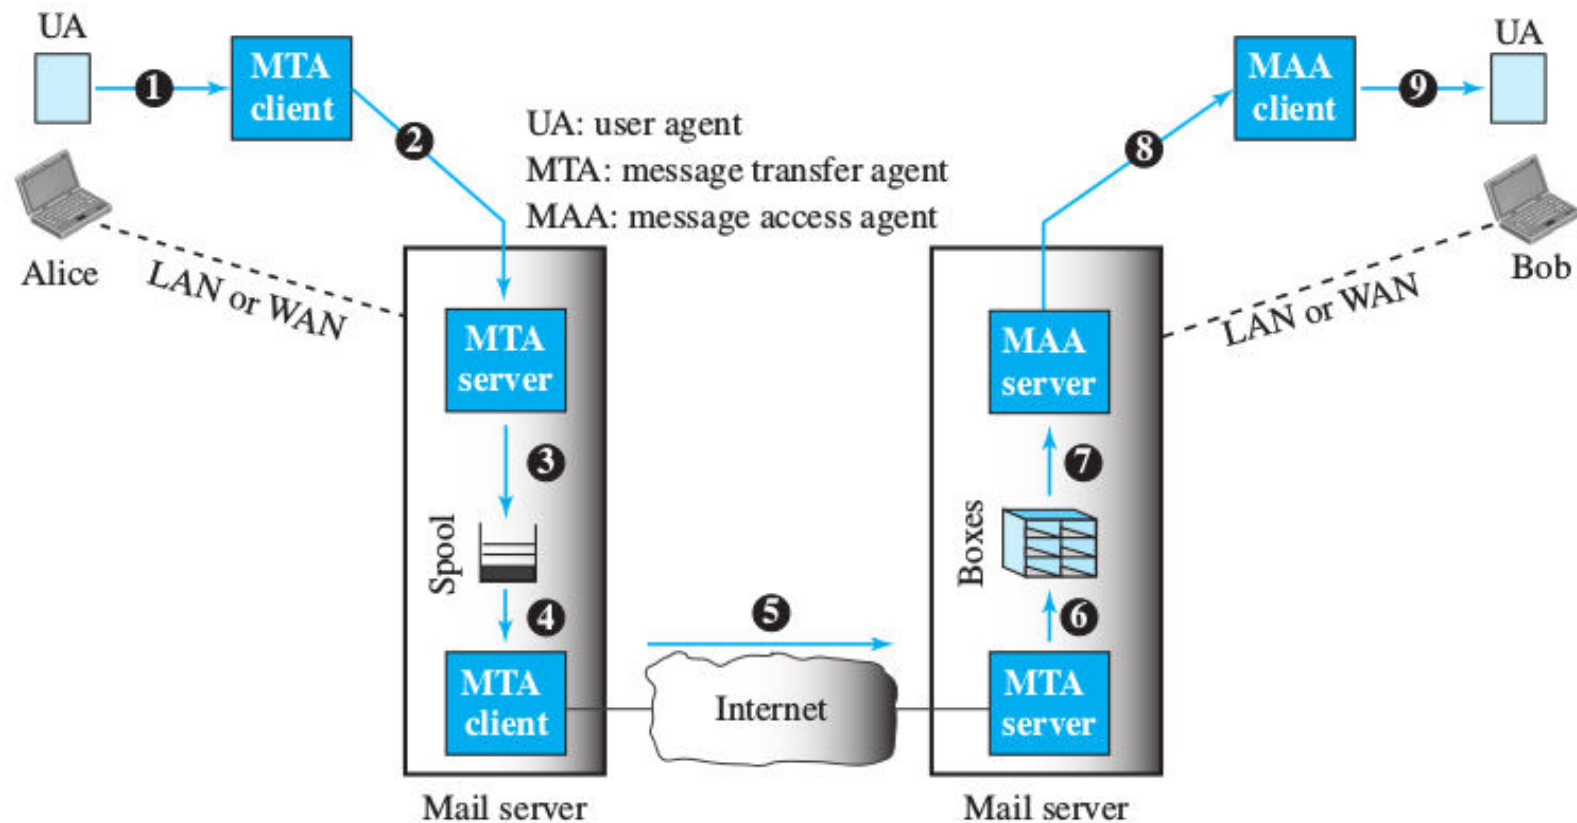 UA
1
MTA
client
2
UA: user agent
MTA: message transfer agent
MAA: message access agent
8
MAA
client
9
UA
Alice
LAN or WAN
LAN or WAN
Bob
MTA
server
3
Spool
4
MTA
client
Mail server
5
Internet
MAA
server
7
Boxes
6
MTA
server
Mail server